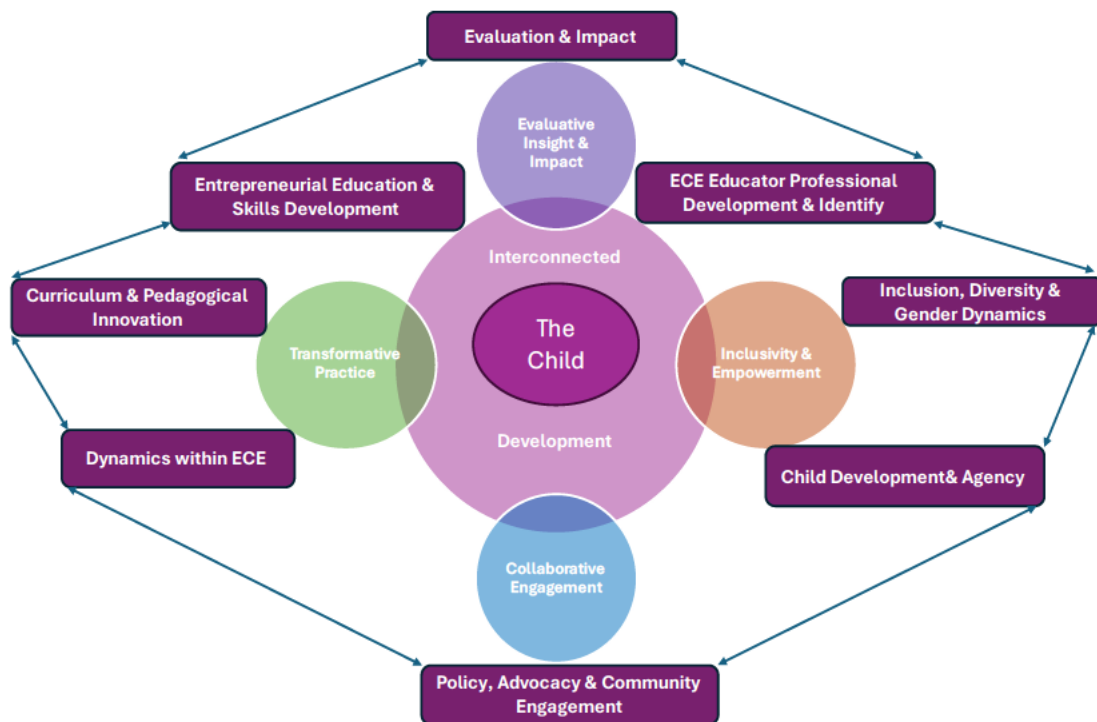 Evaluation & Impact
Evaluative
Insight &
Impact
Entrepreneurial Education &
Skills Development
ECE Educator Professional
Development & Identify
Interconnected
Curriculum & Pedagogical
Innovation
Inclusion, Diversity &
Gender Dynamics
The
Child
Transformative
Practice
Inclusivity &
Empowerment
Development
Dynamics within ECE
Child Development& Agency
Collaborative
Engagement
Policy, Advocacy & Community
Engagement